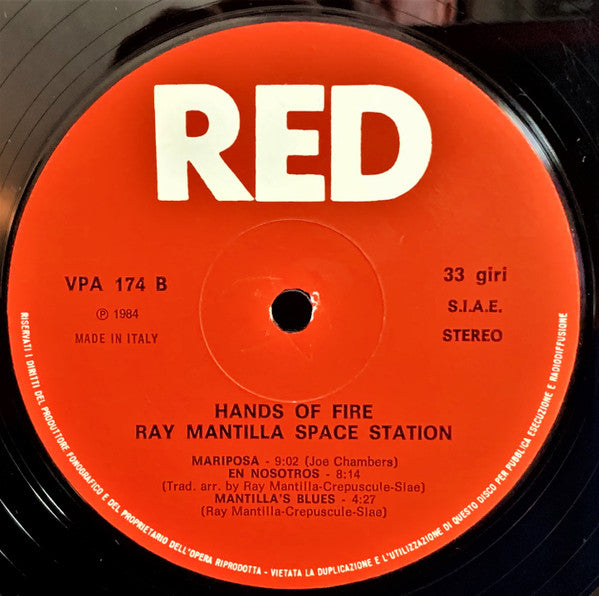 RED
VPA 174 B
℗ 1984
MADE IN ITALY
33 giri
S.I.A.E.
STEREO
HANDS OF FIRE
RAY MANTILLA SPACE STATION
MARIPOSA - 9:02 (Joe Chambers)
EN NOSOTROS - 8:14
(Trad. arr. by Ray Mantilla-Crepuscule-Slae)
MANTILLA'S BLUES - 4:27
(Ray Mantilla-Crepuscule-Slae)
RISERVATI I DIRITTI DEL PRODUTTORE FONOGRAFICO E DEL PROPRIETARIO DELL'OPERA RIPRODOTTA - VIETATA LA DUPLICAZIONE E L'UTILIZZAZIONE DI QUESTO DISCO PER PUBBLICA ESECUZIONE E RADIODIFFUSIONE